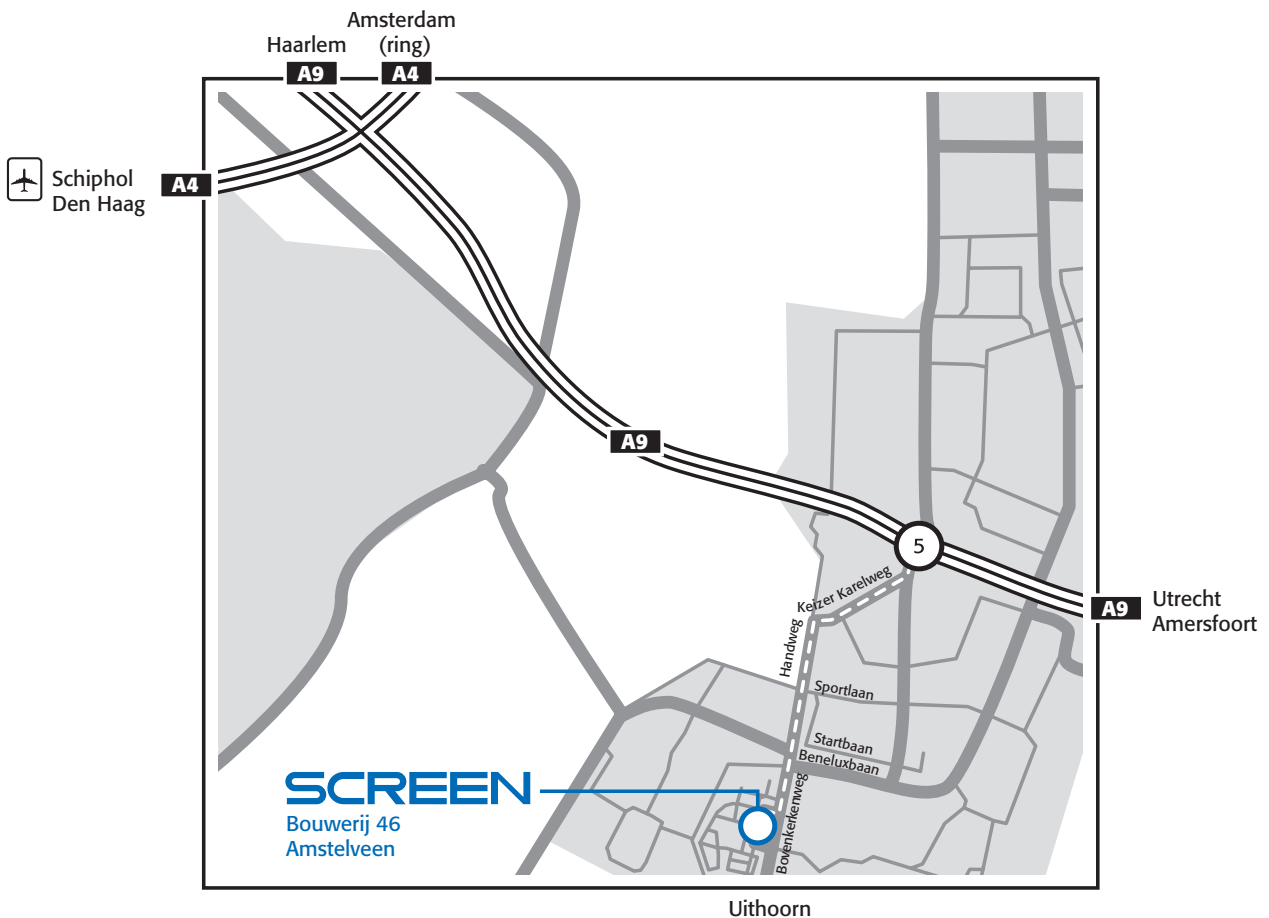 Amsterdam
(ring)
Haarlem
A9
A4
Schiphol
Den Haag
A4
A9
5
Keizer Karelweg
A9
Utrecht
Amersfoort
Handweg
Sportlaan
Startbaan
Beneluxbaan
SCREEN
Bouwerij 46
Amstelveen
Bovenkerkerweg
Uithoorn